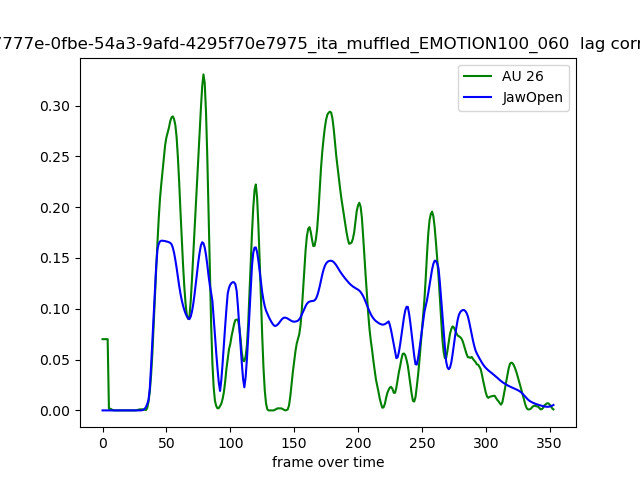 7777e-0fbe-54a3-9afd-4295f70e7975_ita_muffled_EMOTION100_060 lag corr
AU 26
JawOpen
0.30
0.25
0.20
0.15
0.10
0.05
0.00
0 50 100 150 200 250 300 350
frame over time